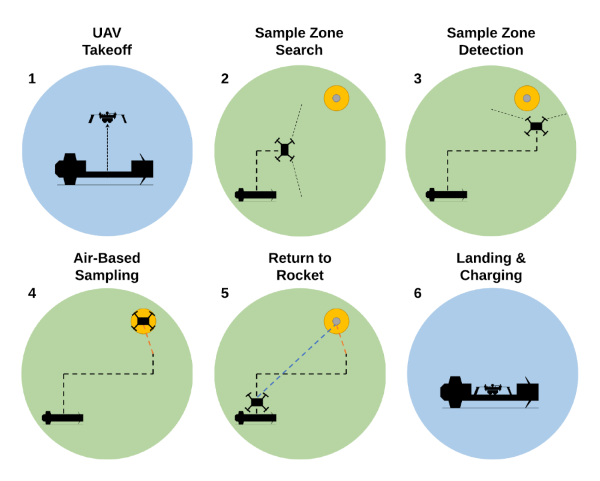 UAV
Takeoff
Sample Zone
Search
Sample Zone
Detection
1
2
3
Air-Based
Sampling
Return to
Rocket
Landing &
Charging
4
5
6